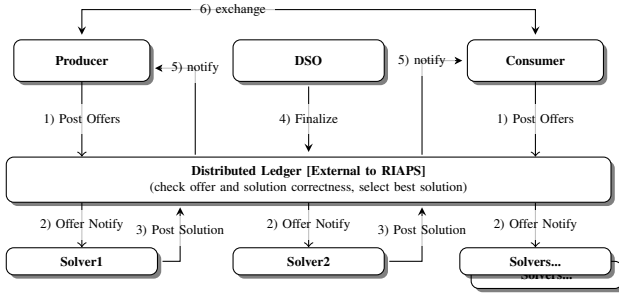 6) exchange
Producer
DSO
Consumer
5) notify
5) notify
1) Post Offers
4) Finalize
1) Post Offers
Distributed Ledger [External to RIAPS]
(check offer and solution correctness, select best solution)
2) Offer Notify
3) Post Solution
2) Offer Notify
3) Post Solution
2) Offer Notify
Solver1
Solver2
Solvers...
Solvers...